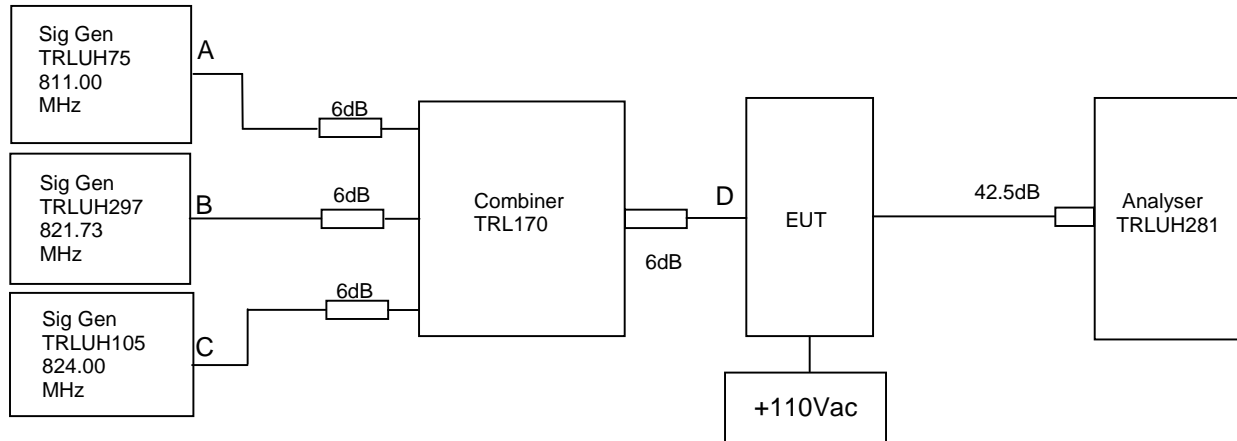 Sig Gen
TRLUH75
811.00
MHz
A
6dB
Sig Gen
TRLUH297
821.73
MHz
B
6dB
Sig Gen
TRLUH105
824.00
MHz
C
6dB
Combiner
TRL170
6dB
D
EUT
+110Vac
42.5dB
Analyser
TRLUH281